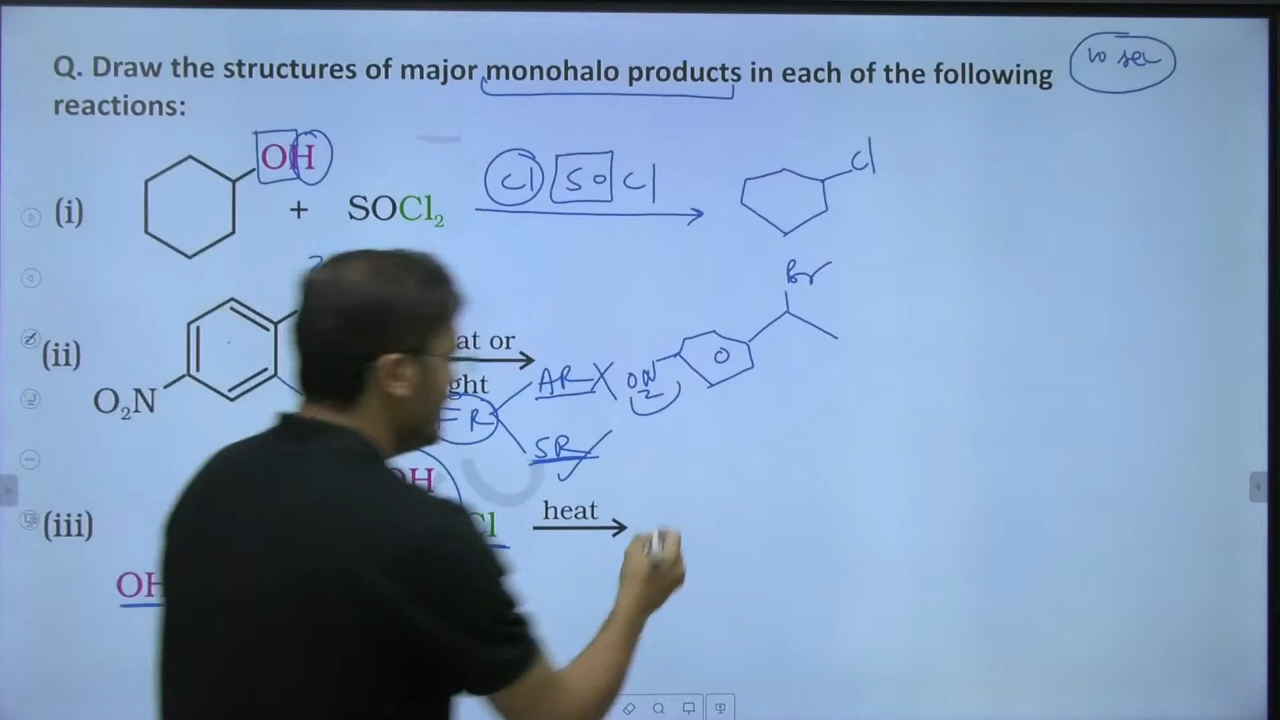 Q. Draw the structures of major monohalo products in each of the following
reactions:
10 sec
(i)
OH
+ SOCl₂
Cl SO Cl
Cl
(ii)
O₂N
at or
ght
FR
AR X
SR
O₂N
Br
(iii)
OH
OH
Cl
heat